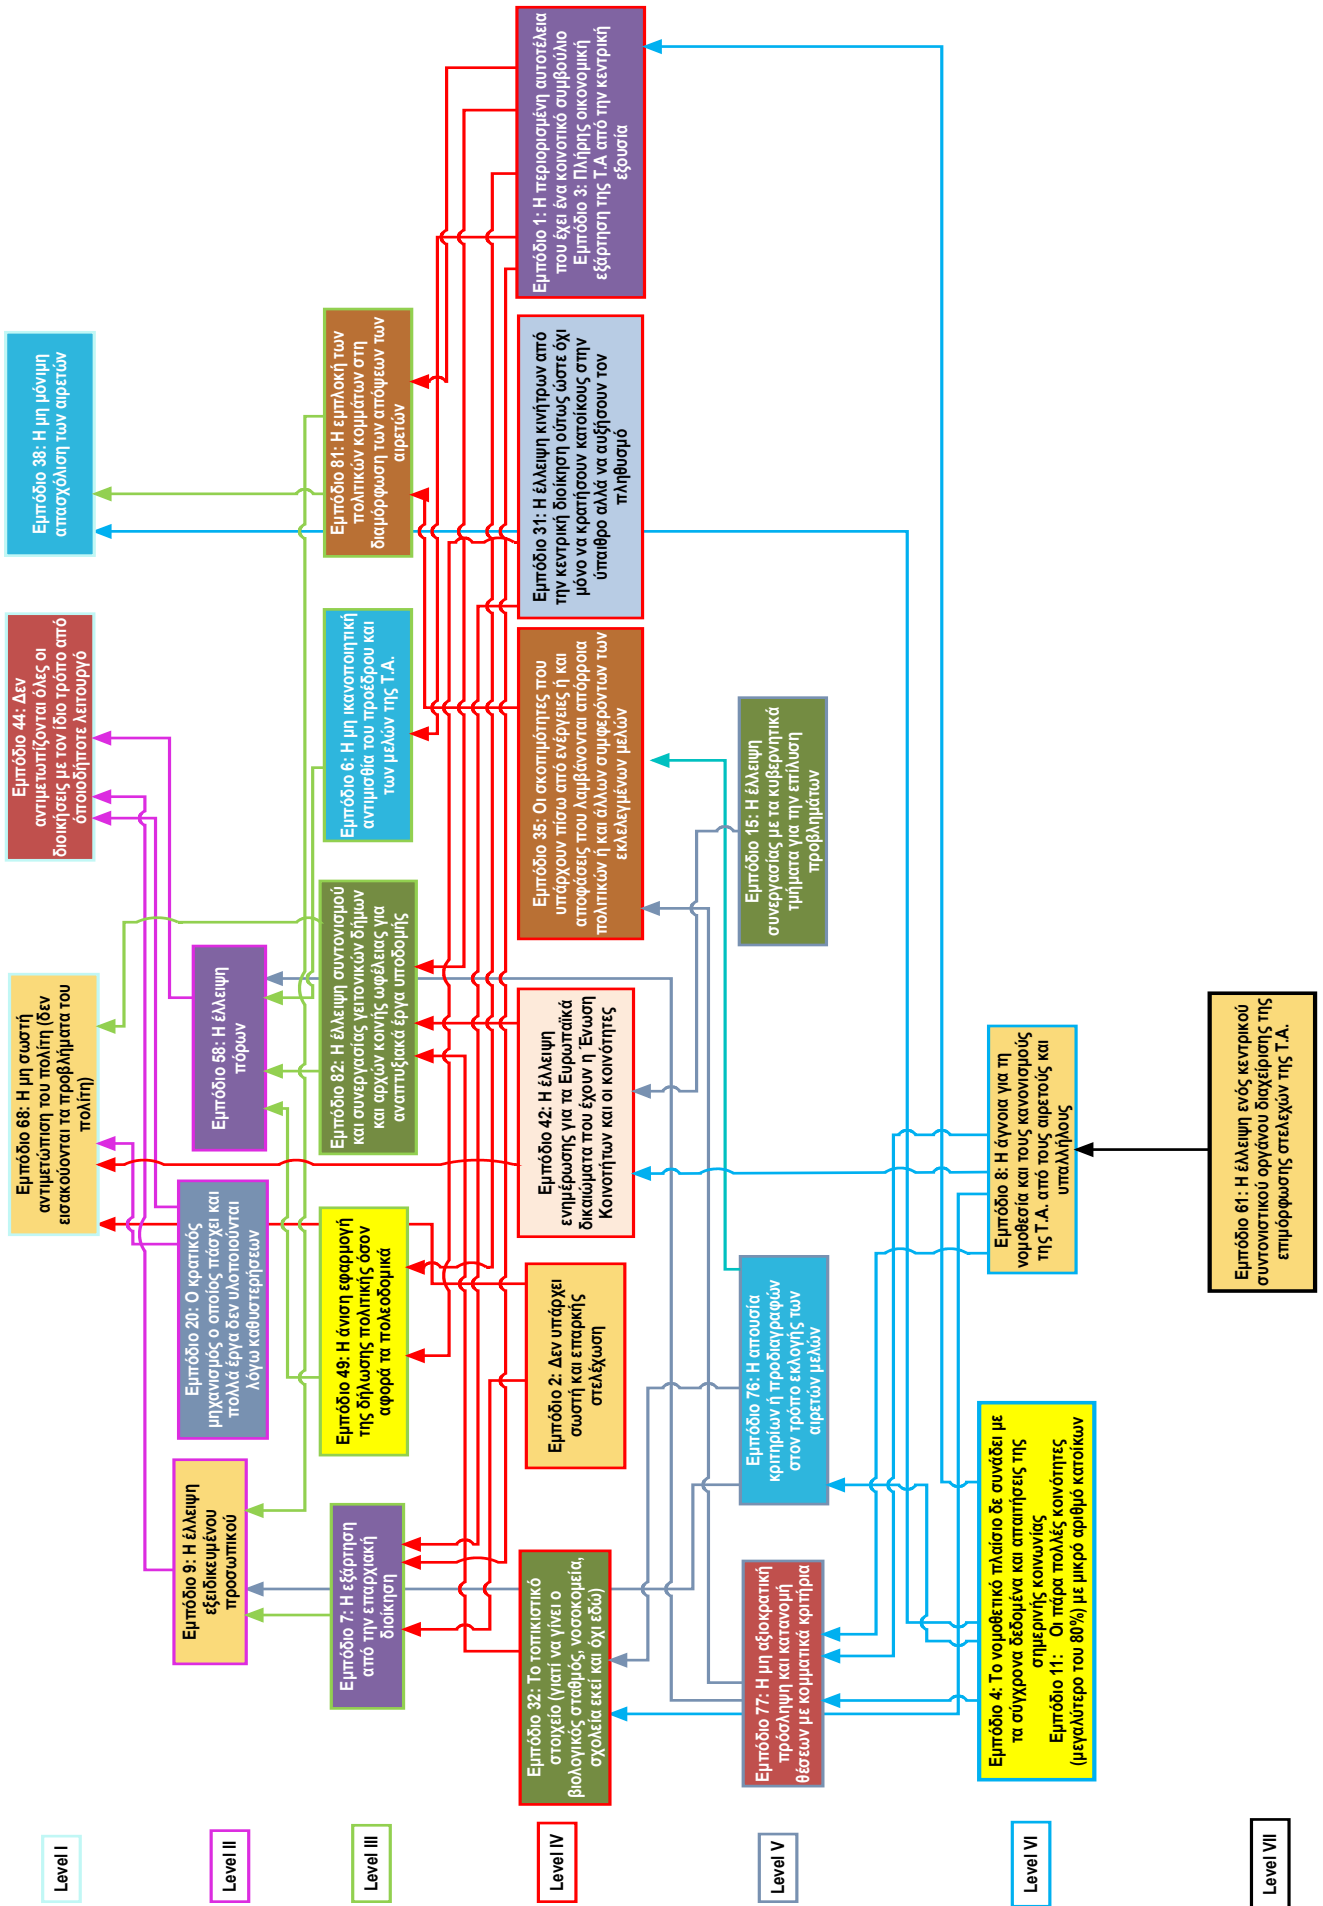 Level I
Εμπόδιο 68: Η μη σωστή
αντιμετώπιση του πολίτη (δεν
εισακούονται τα προβλήματα του
πολίτη)
Εμπόδιο 44: Δεν
αντιμετωπίζονται όλες οι
διοικήσεις με τον ίδιο τρόπο από
οποιοδήποτε λειτουργό
Εμπόδιο 38: Η μη μόνιμη
απασχόλιση των αιρετών
Level II
Εμπόδιο 9: Η έλλειψη
εξειδικευμένου
προσωπικού
Εμπόδιο 20: Ο κρατικός
μηχανισμός ο οποίος πάσχει και
πολλά έργα δεν υλοποιούνται
λόγω καθυστερήσεων
Εμπόδιο 58: Η έλλειψη
πόρων
Level III
Εμπόδιο 7: Η εξάρτηση
από την επαρχιακή
διοίκηση
Εμπόδιο 49: Η άνιση εφαρμογή
της δήλωσης πολιτικής όσον
αφορά τα πολεοδομικά
Εμπόδιο 82: Η έλλειψη συντονισμού
και συνεργασίας γειτονικών δήμων
και αρχών κοινής ωφέλειας για
αναπτυξιακά έργα υποδομής
Εμπόδιο 6: Η μη ικανοποιητική
αντιμισθία του προέδρου και
των μελών της Τ.Α.
Εμπόδιο 81: Η εμπλοκή των
πολιτικών κομμάτων στη
διαμόρφωση των απόψεων των
αιρετών
Level IV
Εμπόδιο 32: Το τοπικιστικό
στοιχείο (γιατί να γίνει ο
βιολογικός σταθμός, νοσοκομεία,
σχολεία εκεί και όχι εδώ)
Εμπόδιο 2: Δεν υπάρχει
σωστή και επαρκής
στελέχωση
Εμπόδιο 42: Η έλλειψη
ενημέρωσης για τα Ευρωπαϊκά
δικαιώματα που έχουν η Ένωση
Κοινοτήτων και οι κοινότητες
Εμπόδιο 35: Οι σκοπιμότητες που
υπάρχουν πίσω από ενέργειες ή και
αποφάσεις που λαμβάνονται απόρροια
πολιτικών ή και άλλων συμφερόντων των
εκλελεγμένων μελών
Εμπόδιο 31: Η έλλειψη κινήτρων από
την κεντρική διοίκηση ούτως ώστε όχι
μόνο να κρατήσουν κατοίκους στην
ύπαιθρο αλλά να αυξήσουν τον
πληθυσμό
Εμπόδιο 1: Η περιορισμένη αυτοτέλεια
που έχει ένα κοινοτικό συμβούλιο
Εμπόδιο 3: Πλήρης οικονομική
εξάρτηση της Τ.Α από την κεντρική
εξουσία
Level V
Εμπόδιο 77: Η μη αξιοκρατική
πρόσληψη και κατανομή
θέσεων με κομματικά κριτήρια
Εμπόδιο 76: Η απουσία
κριτηρίων ή προδιαγραφών
στον τρόπο εκλογής των
αιρετών μελών
Εμπόδιο 15: Η έλλειψη
συνεργασίας με τα κυβερνητικά
τμήματα για την επίλυση
προβλημάτων
Level VI
Εμπόδιο 4: Το νομοθετικό πλαίσιο δε συνάδει με
τα σύγχρονα δεδομένα και απαιτήσεις της
σημερινής κοινωνίας
Εμπόδιο 11: Οι πάρα πολλές κοινότητες
(μεγαλύτερο του 80%) με μικρό αριθμό κατοίκων
Εμπόδιο 8: Η άγνοια για τη
νομοθεσία και τους κανονισμούς
της Τ.Α. από τους αιρετούς και
υπαλλήλους
Level VII
Εμπόδιο 61: Η έλλειψη ενός κεντρικού
συντονιστικού οργάνου διαχείρισης της
επιμόρφωσης στελεχών της Τ.Α.